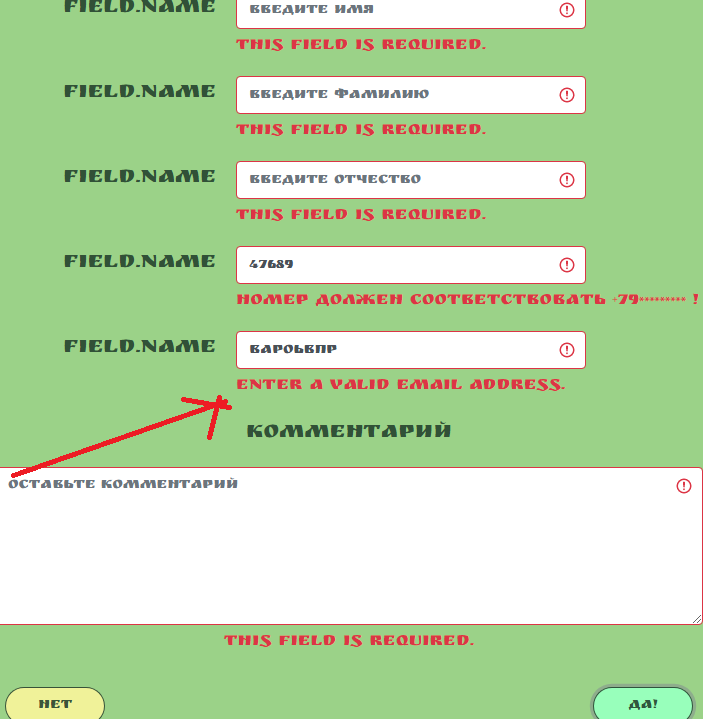 FIELD.NAME ВВЕДИТЕ ИМЯ
THIS FIELD IS REQUIRED.
FIELD.NAME ВВЕДИТЕ ФАМИЛИЮ
THIS FIELD IS REQUIRED.
FIELD.NAME ВВЕДИТЕ ОТЧЕСТВО
THIS FIELD IS REQUIRED.
FIELD.NAME 47689
НОМЕР ДОЛЖЕН СООТВЕТСТВОВАТЬ +79********* !
FIELD.NAME ВАРОЬВПР
ENTER A VALID EMAIL ADDRESS.
КОММЕНТАРИЙ
ОСТАВЬТЕ КОММЕНТАРИЙ
THIS FIELD IS REQUIRED.
НЕТ ДА!